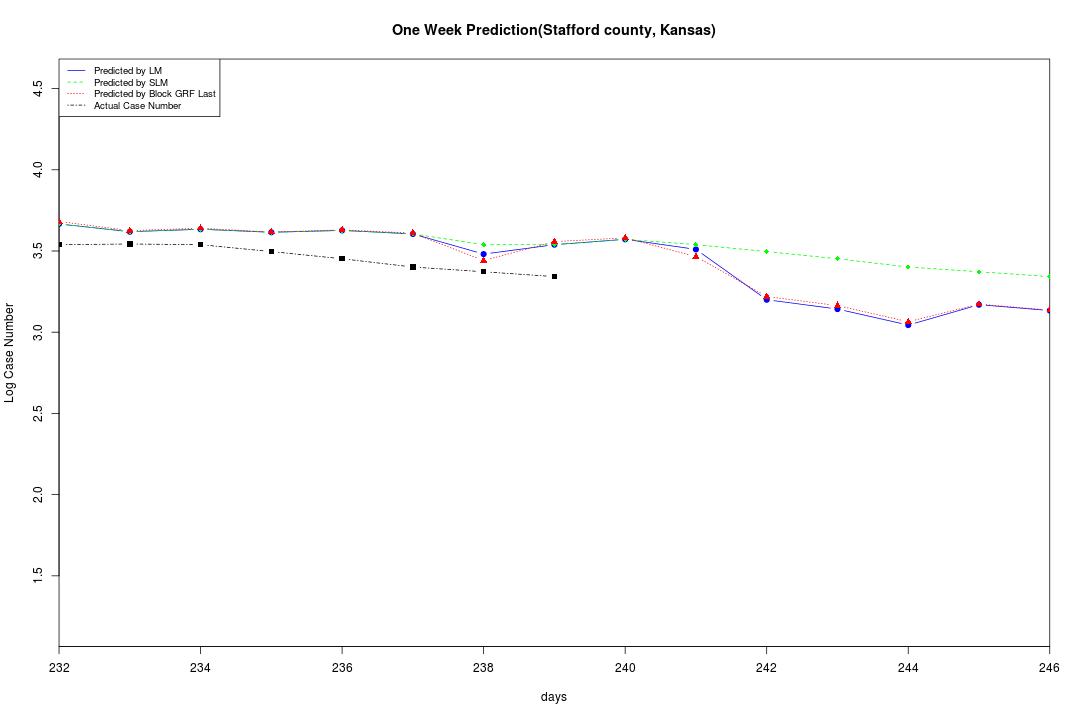 One Week Prediction(Stafford county, Kansas)
Predicted by LM
Predicted by SLM
Predicted by Block GRF Last
Actual Case Number
Log Case Number
4.5
4.0
3.5
3.0
2.5
2.0
1.5
232 234 236 238 240 242 244 246
days